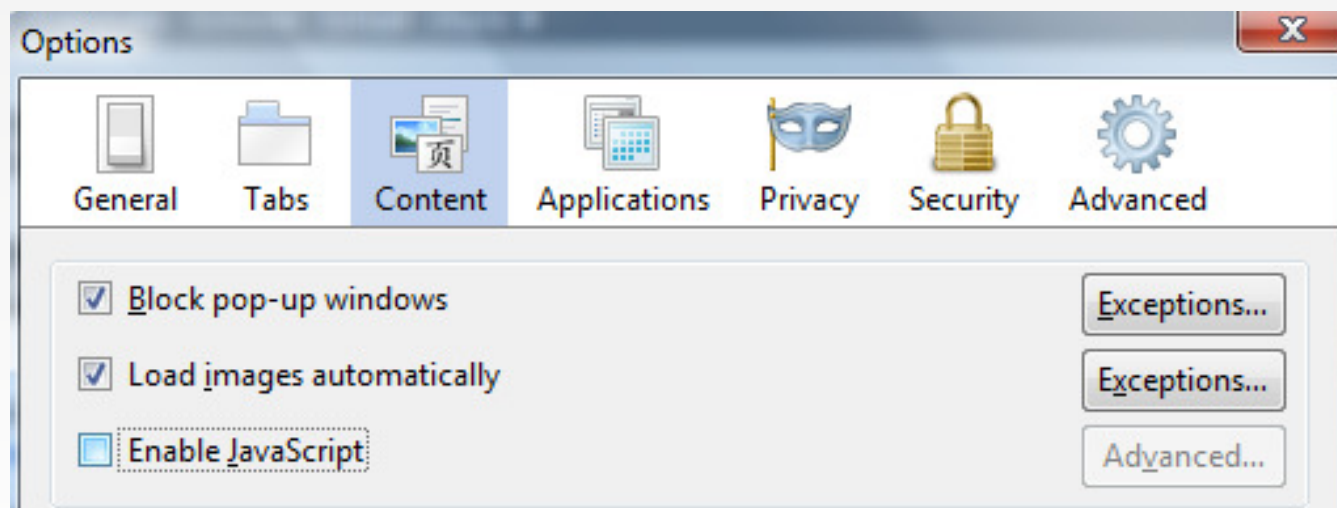 Options
页
General Tabs Content Applications Privacy Security Advanced
Block pop-up windows Exceptions...
Load images automatically Exceptions...
Enable JavaScript Advanced...